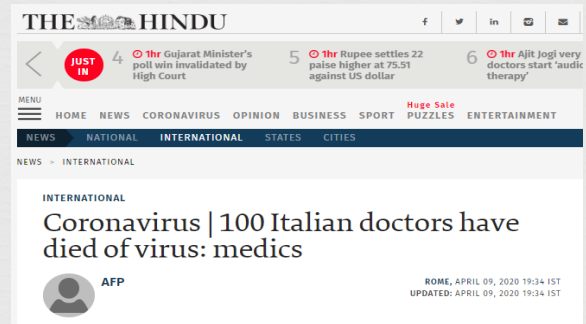 THE HINDU
f in
JUST IN
4 1hr Gujarat Minister's
poll win invalidated by
High Court
5 1hr Rupee settles 22
paise higher at 75.51
against US dollar
6 1hr Ajit Jogi very
doctors start 'audio
therapy'
MENU
Huge Sale
HOME NEWS CORONAVIRUS OPINION BUSINESS SPORT PUZZLES ENTERTAINMENT
NEWS NATIONAL INTERNATIONAL STATES CITIES
NEWS > INTERNATIONAL
INTERNATIONAL
Coronavirus | 100 Italian doctors have
died of virus: medics
AFP
ROME, APRIL 09, 2020 19:34 IST
UPDATED: APRIL 09, 2020 19:34 IST